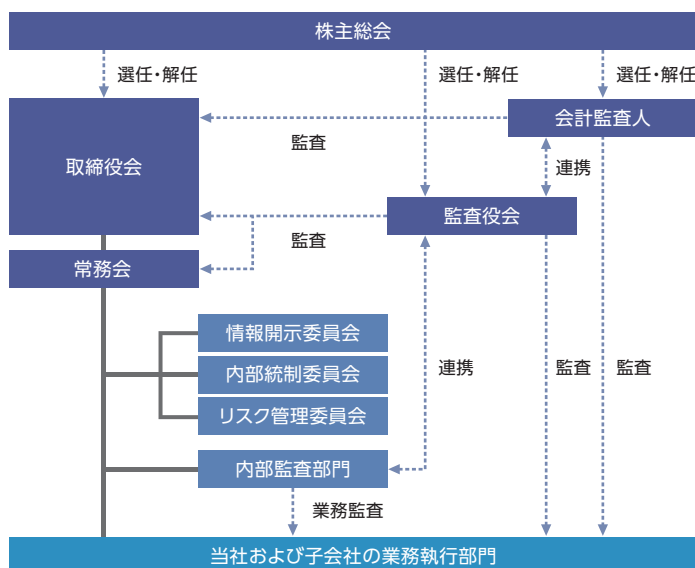 株主総会
選任・解任
選任・解任
選任・解任
会計監査人
監査
取締役会
連携
監査役会
監査
常務会
情報開示委員会
内部統制委員会
連携
監査
監査
リスク管理委員会
内部監査部門
業務監査
当社および子会社の業務執行部門